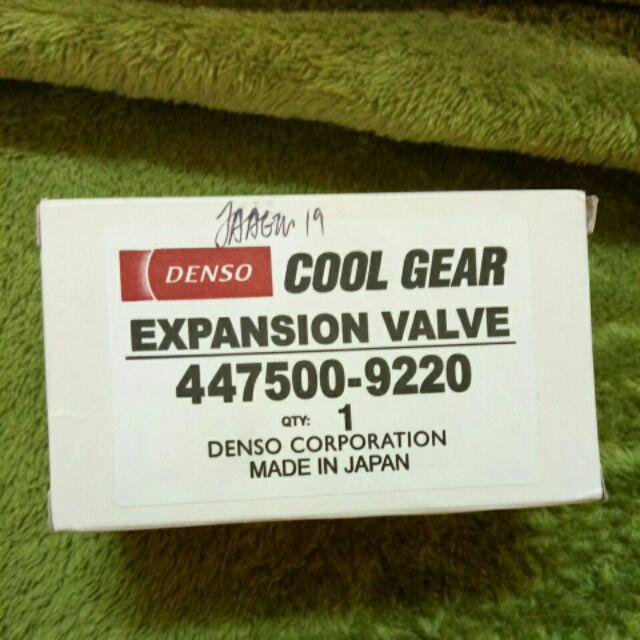 DENSO COOL GEAR
EXPANSION VALVE
447500-9220
QTY: 1
DENSO CORPORATION
MADE IN JAPAN